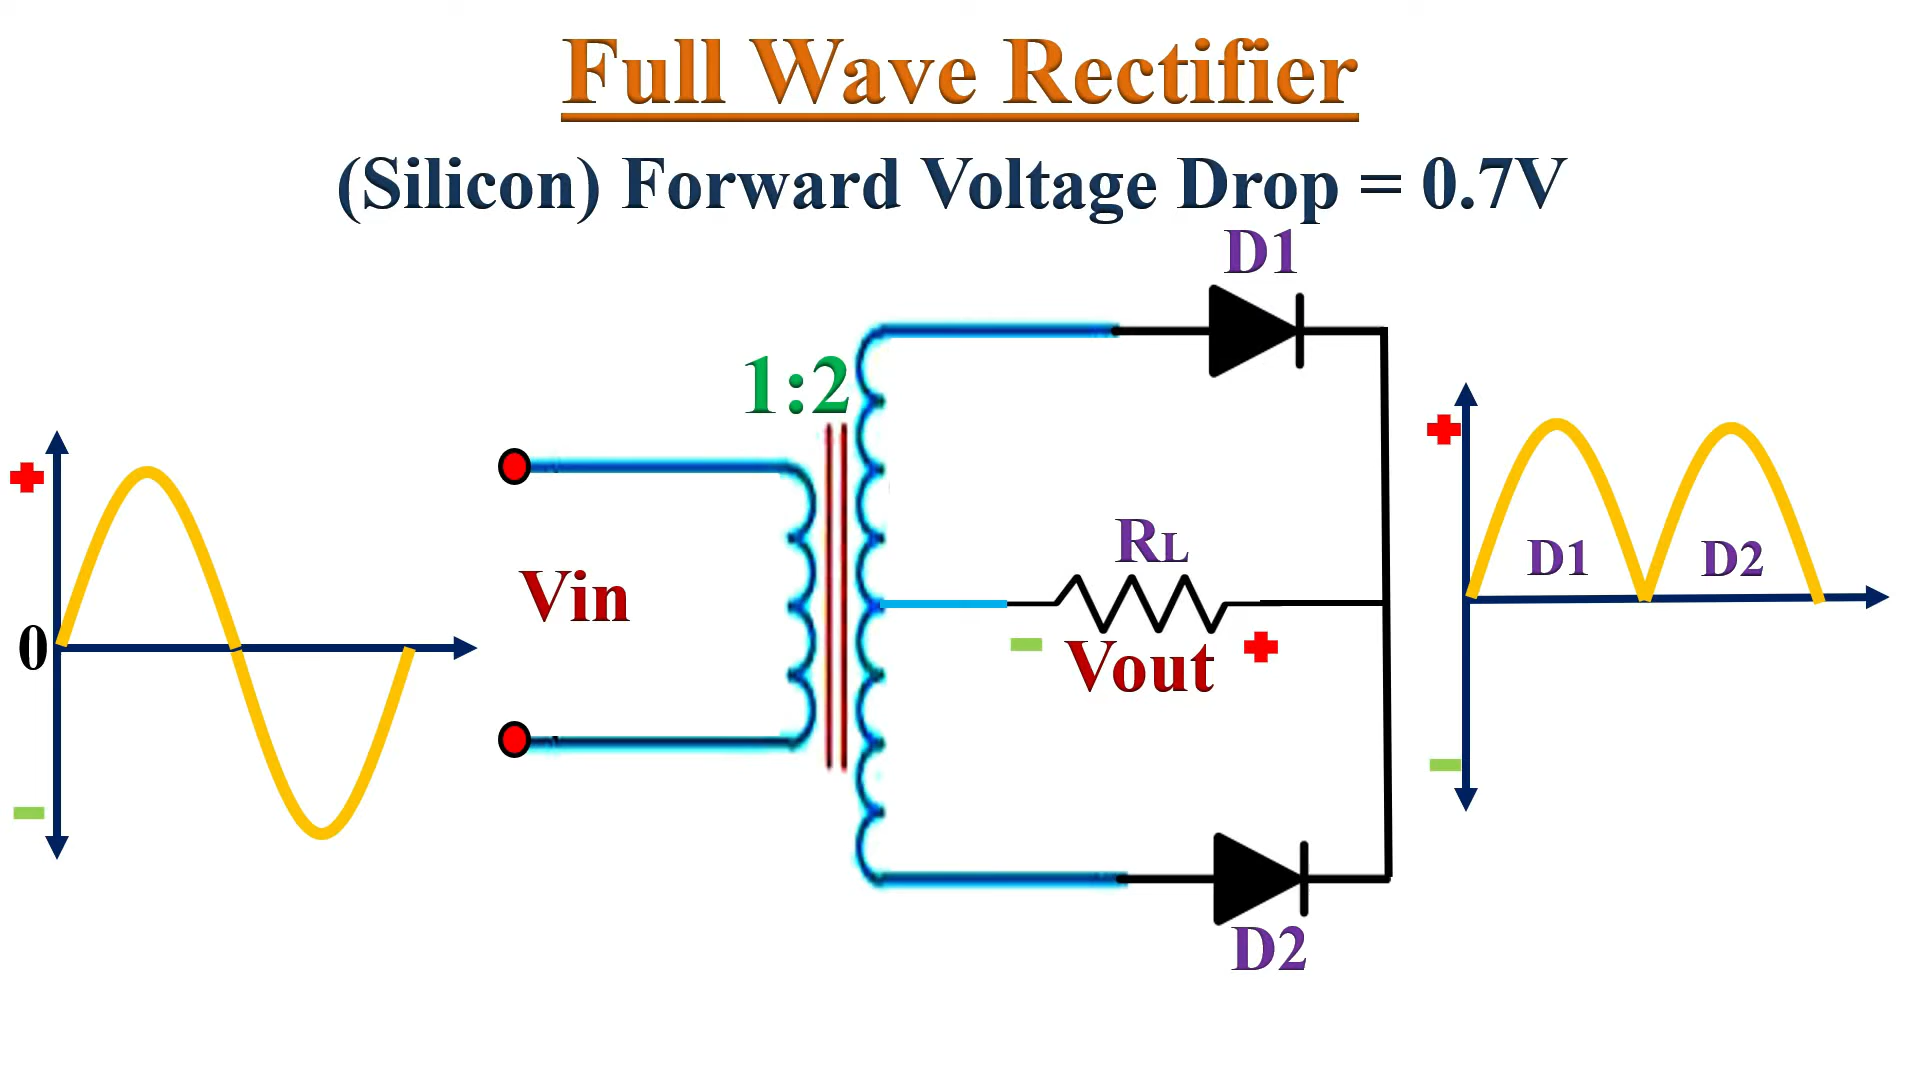 Full Wave Rectifier
(Silicon) Forward Voltage Drop = 0.7V
D1
1:2
+
+
RL
D1
D2
Vin
0
-
Vout
+
-
-
D2